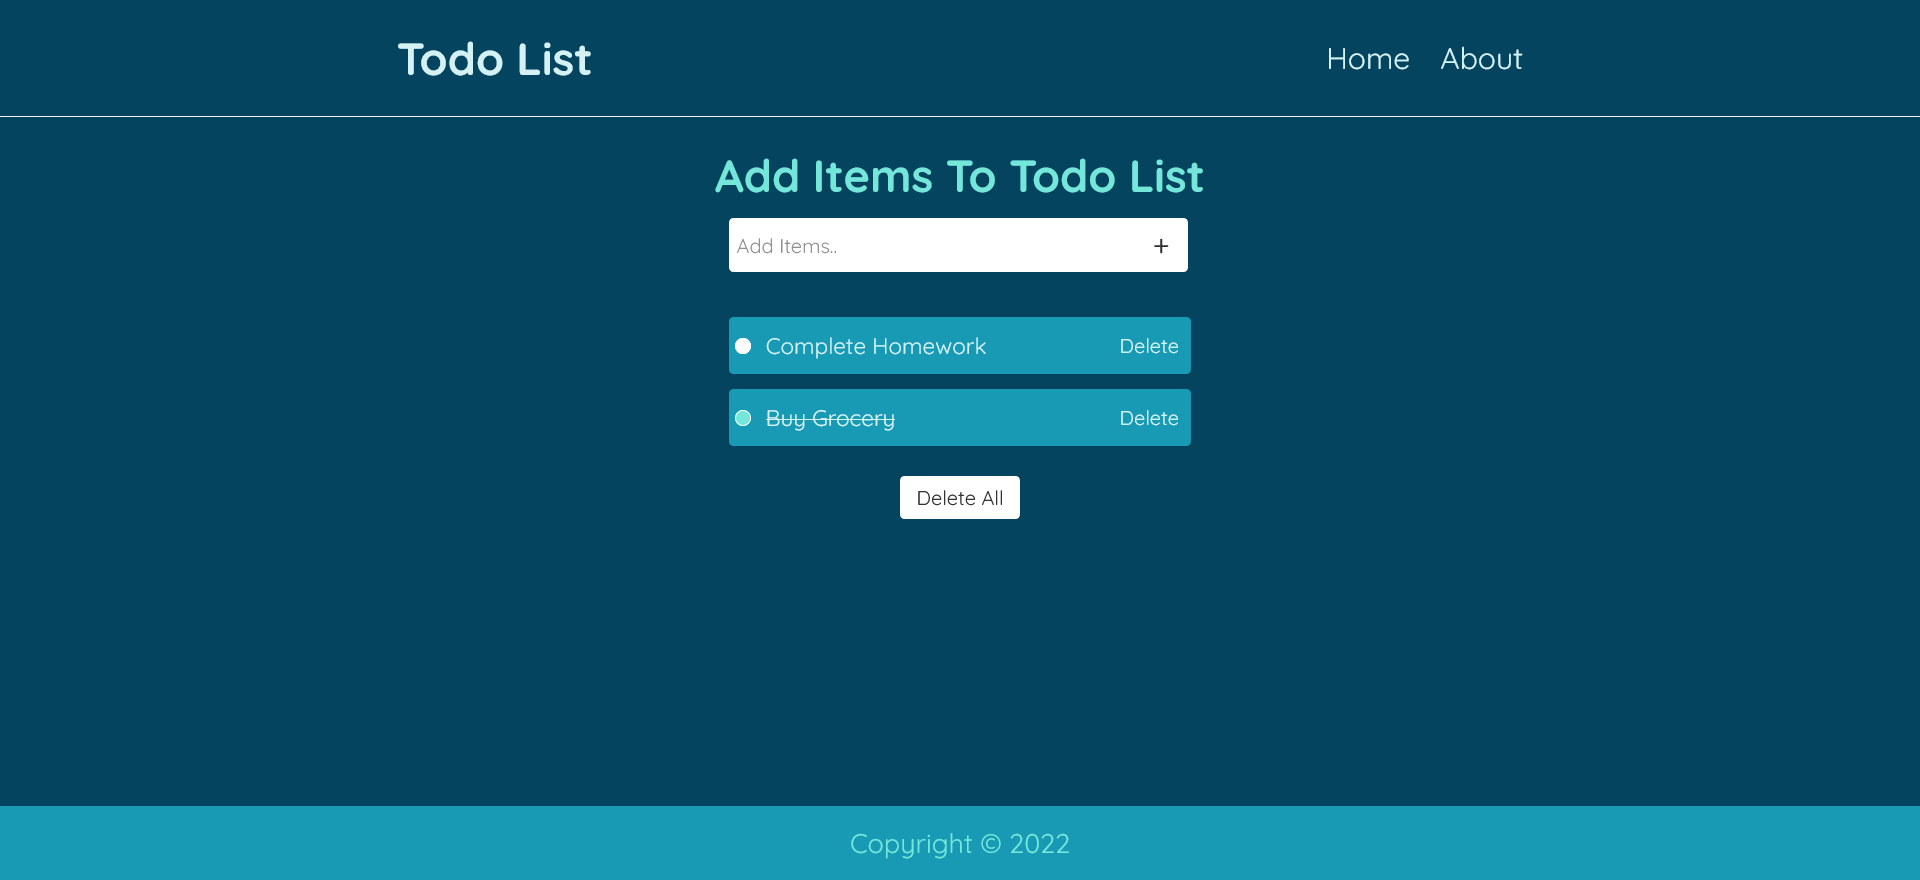 Todo List
Home About
Add Items To Todo List
Add Items.. +
Complete Homework Delete
Buy Grocery Delete
Delete All
Copyright © 2022